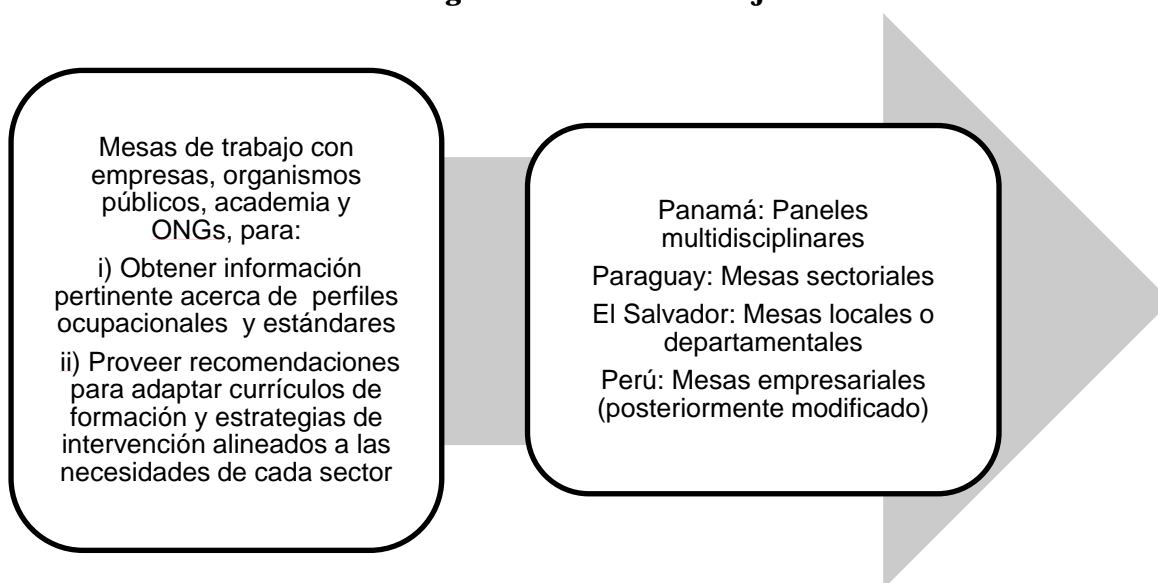 Mesas de trabajo con
empresas, organismos
públicos, academia y
ONGs, para:
i) Obtener información
pertinente acerca de perfiles
ocupacionales y estándares
ii) Proveer recomendaciones
para adaptar currículos de
formación y estrategias de
intervención alineados a las
necesidades de cada sector
Panamá: Paneles
multidisciplinares
Paraguay: Mesas sectoriales
El Salvador: Mesas locales o
departamentales
Perú: Mesas empresariales
(posteriormente modificado)